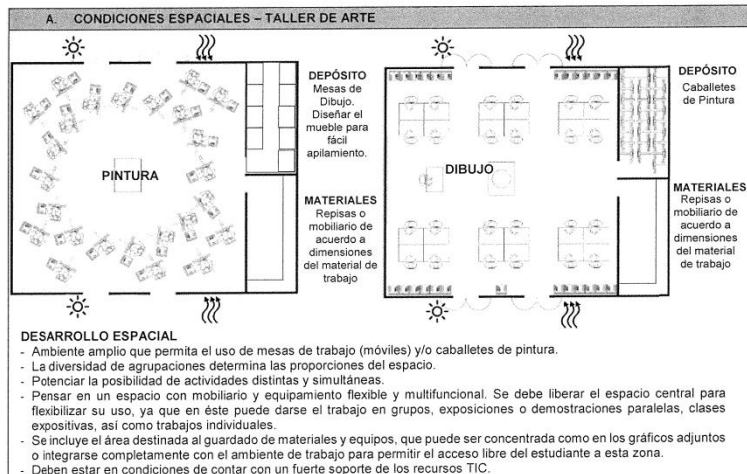 A. CONDICIONES ESPACIALES – TALLER DE ARTE
DEPÓSITO
Mesas de
Dibujo.
Diseñar el
mueble para
fácil
apilamiento.
PINTURA
MATERIALES
Repisas o
mobiliario de
acuerdo a
dimensiones
del material de
trabajo
DEPÓSITO
Caballetes
de Pintura
DIBUJO
MATERIALES
Repisas o
mobiliario de
acuerdo a
dimensiones
del material
de trabajo
DESARROLLO ESPACIAL
- Ambiente amplio que permita el uso de mesas de trabajo (móviles) y/o caballetes de pintura.
- La diversidad de agrupaciones determina las proporciones del espacio.
- Potenciar la posibilidad de actividades distintas y simultáneas.
- Pensar en un espacio con mobiliario y equipamiento flexible y multifuncional. Se debe liberar el espacio central para
flexibilizar su uso, ya que en éste puede darse el trabajo en grupos, exposiciones o demostraciones paralelas, clases
expositivas, así como trabajos individuales.
- Se incluye el área destinada al guardado de materiales y equipos, que puede ser concentrada como en los gráficos adjuntos
o integrarse completamente con el ambiente de trabajo para permitir el acceso libre del estudiante a esta zona.
- Deben estar en condiciones de contar con un fuerte soporte de los recursos TIC.